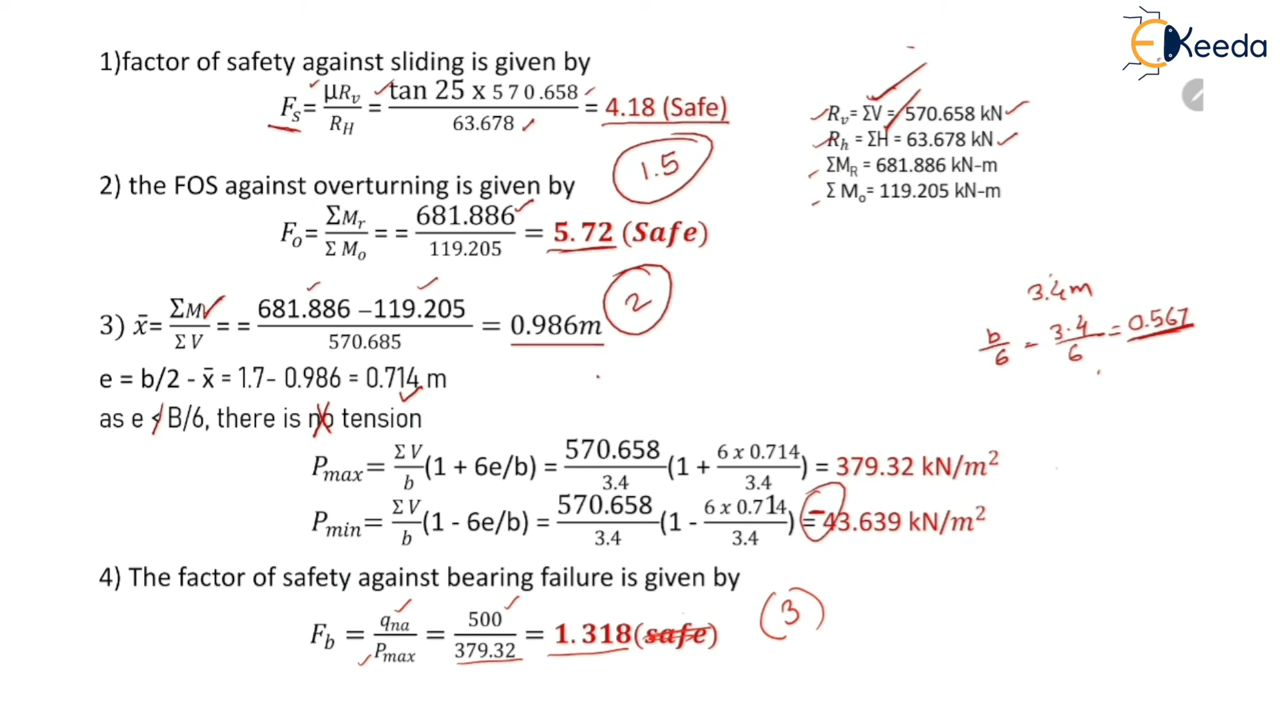 EKeeda
1)factor of safety against sliding is given by
Fs= μRv/RH = tan 25 x 570.658/63.678 = 4.18 (Safe)
1.5
Rv= ΣV = 570.658 kN
Rh = ΣH = 63.678 kN
ΣMR = 681.886 kN-m
Σ Mo= 119.205 kN-m
2) the FOS against overturning is given by
Fo= ΣMr/Σ Mo = = 681.886/119.205 = 5.72 (Safe)
2
3) x̄= ΣM/Σ V = = 681.886 −119.205/570.685 = 0.986m
3.4m
b/6 = 3.4/6 = 0.567
e = b/2 - x̄ = 1.7- 0.986 = 0.714 m
as e < B/6, there is no tension
Pmax= Σ V/b (1 + 6e/b) = 570.658/3.4 (1 + 6 x 0.714/3.4) = 379.32 kN/m²
Pmin= Σ V/b (1 - 6e/b) = 570.658/3.4 (1 - 6 x 0.714/3.4) = -43.639 kN/m²
4) The factor of safety against bearing failure is given by
Fb = qna/Pmax = 500/379.32 = 1.318(safe)
(3)